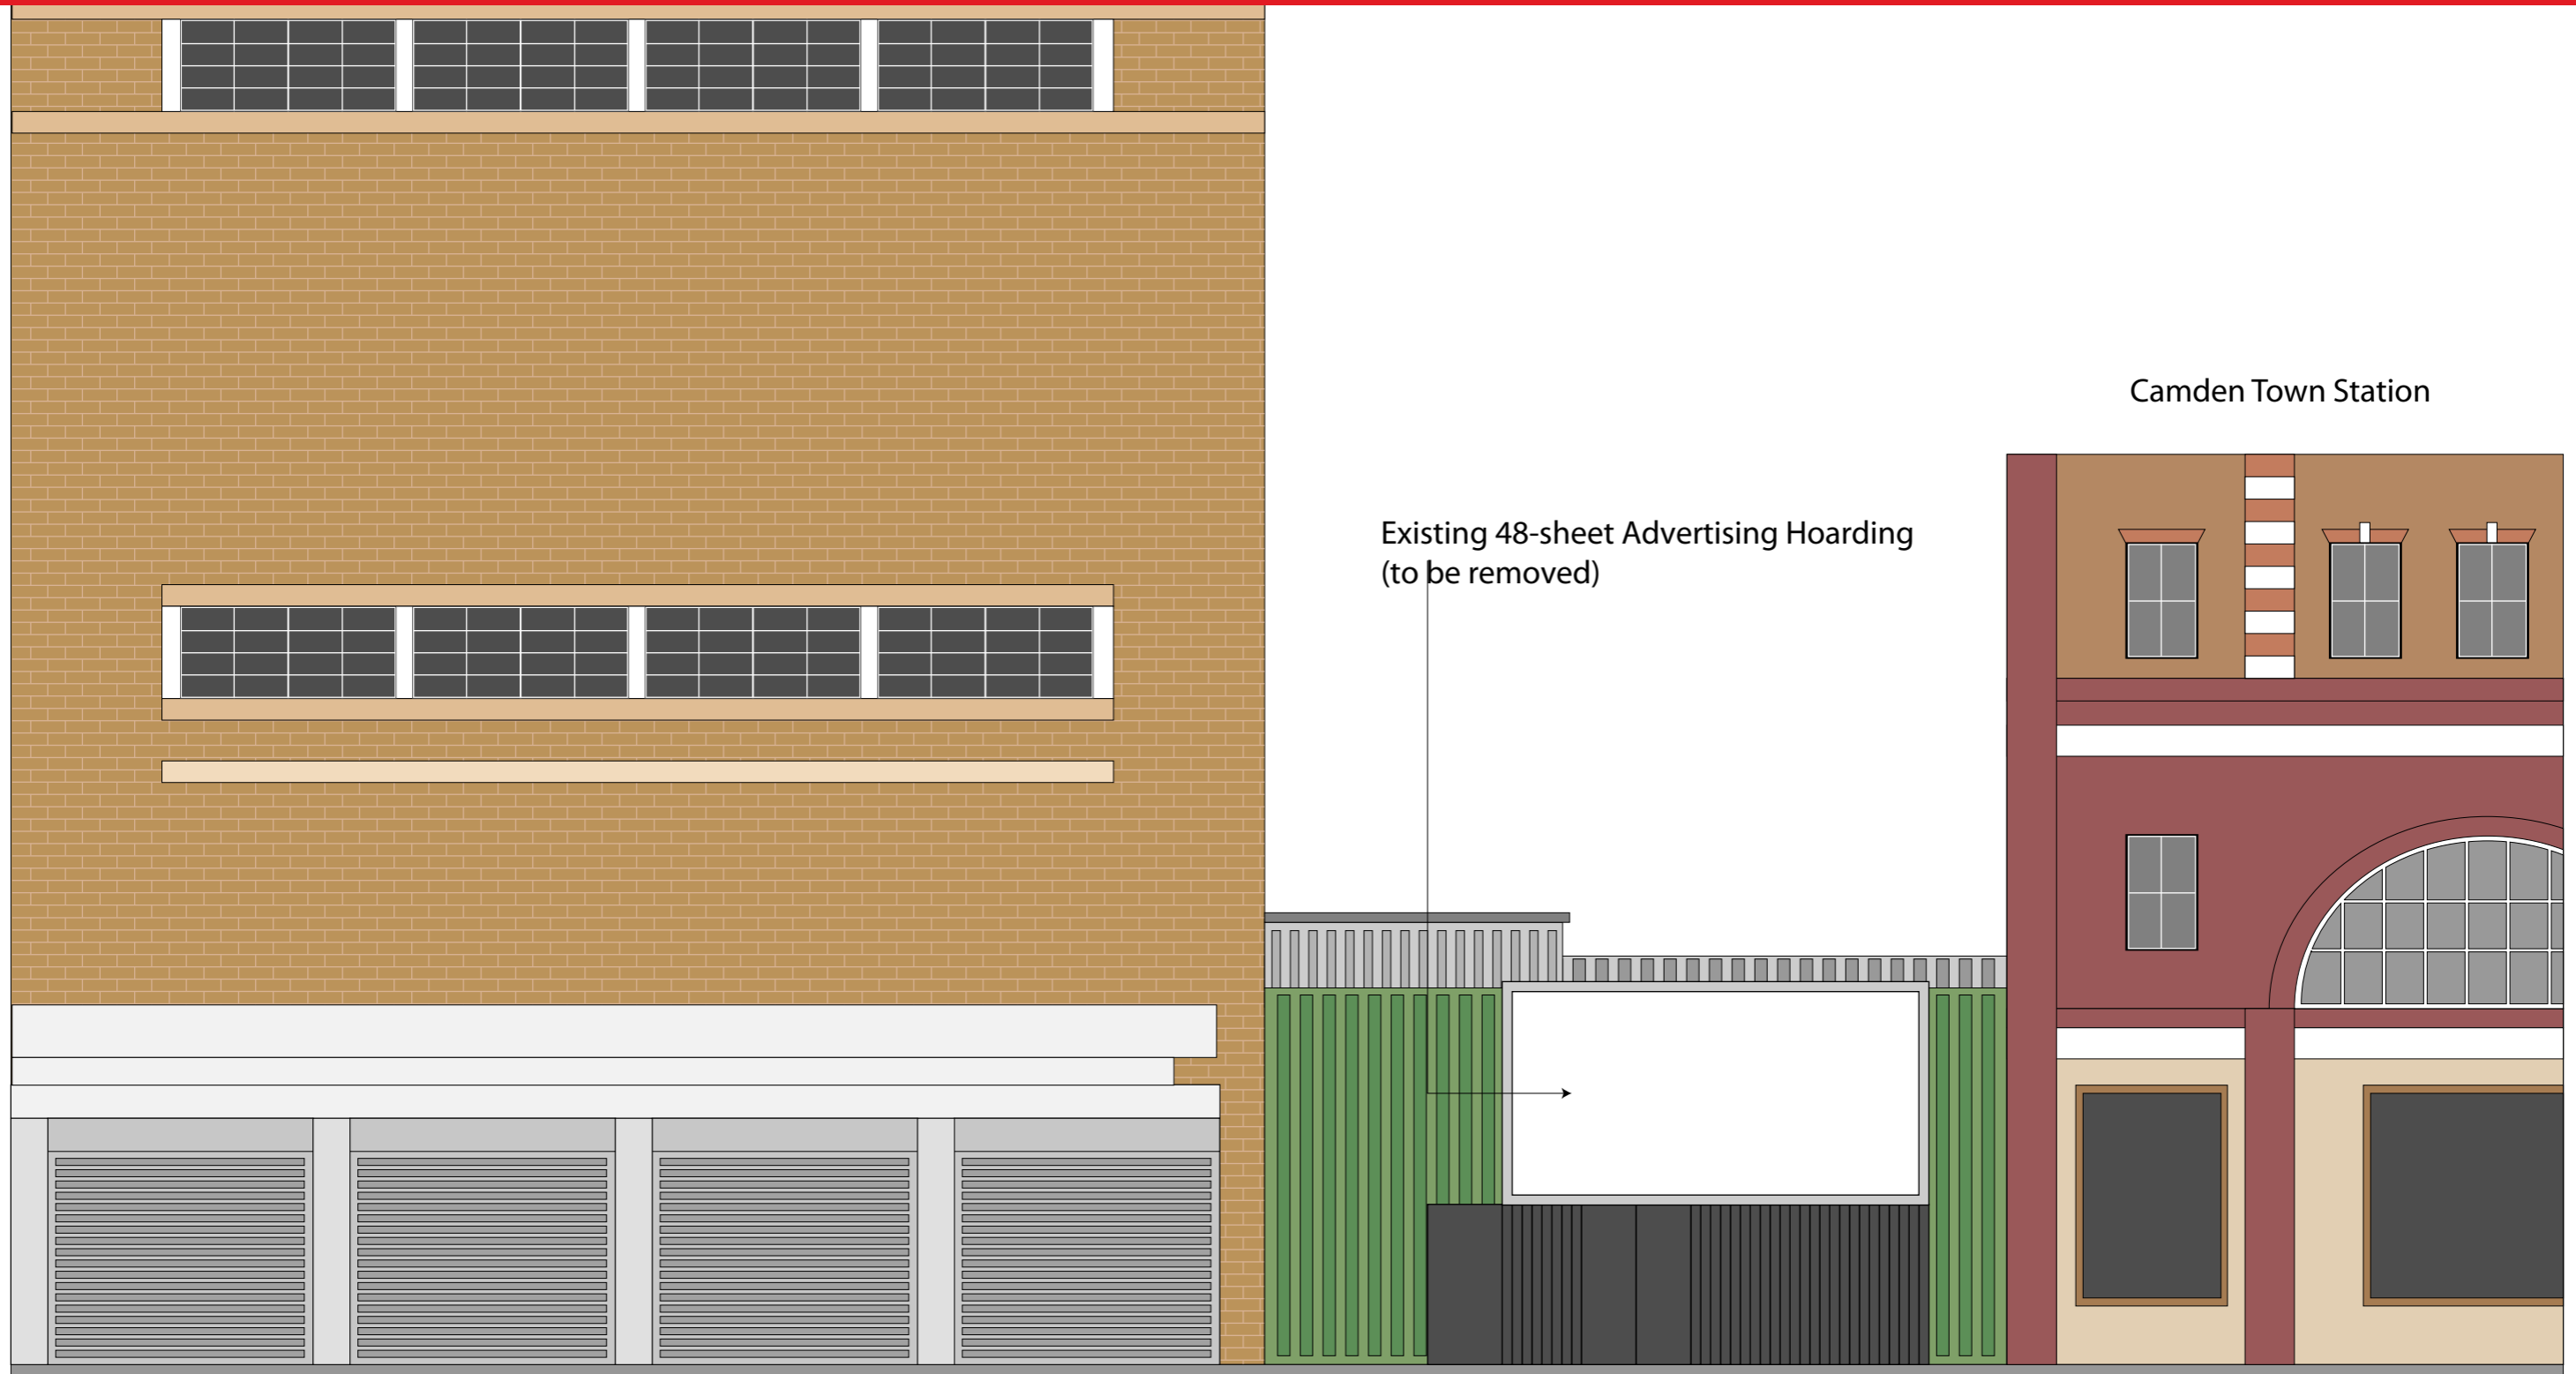 Camden Town Station
Existing 48-sheet Advertising Hoarding
(to be removed)